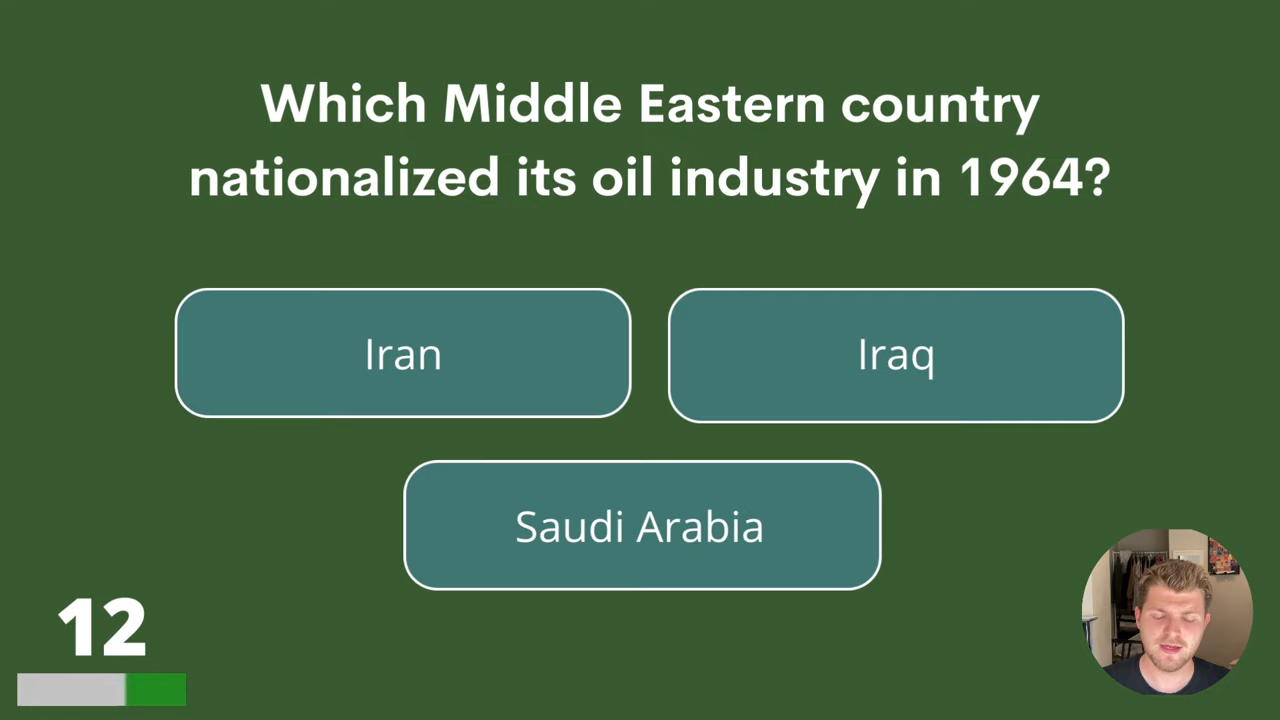 Which Middle Eastern country
nationalized its oil industry in 1964?
Iran
Iraq
Saudi Arabia
12